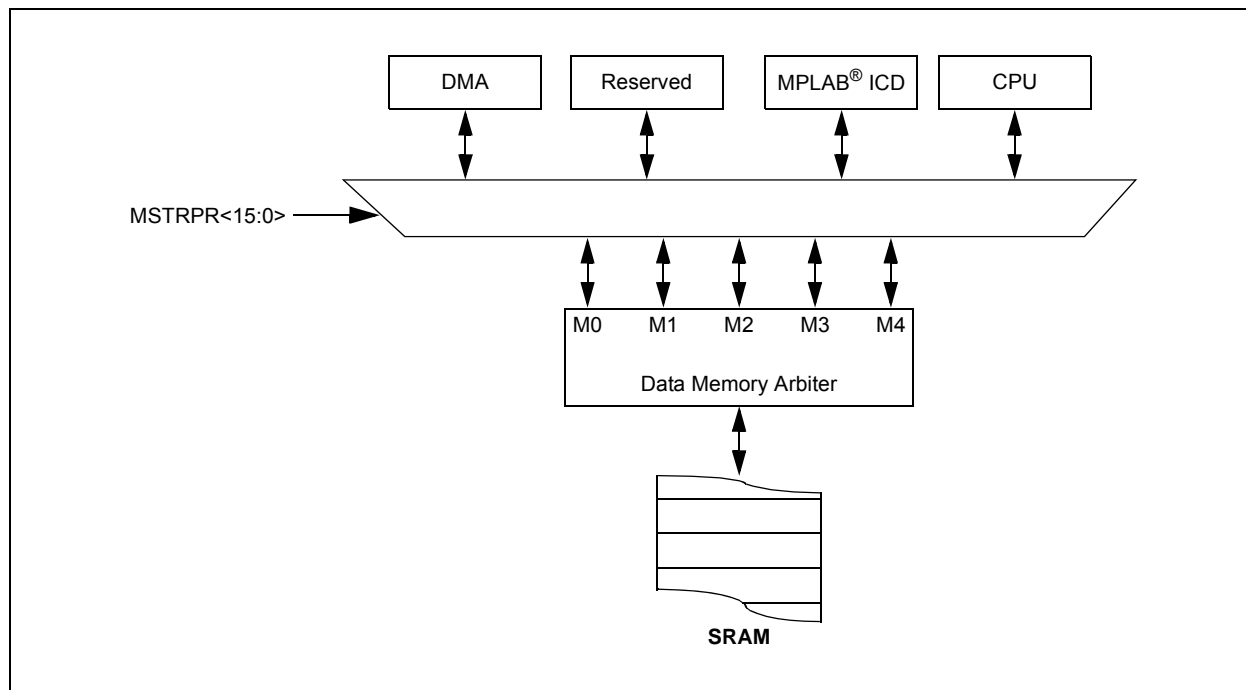 DMA
Reserved
MPLAB® ICD
CPU
MSTRPR<15:0>
M0 M1 M2 M3 M4
Data Memory Arbiter
SRAM